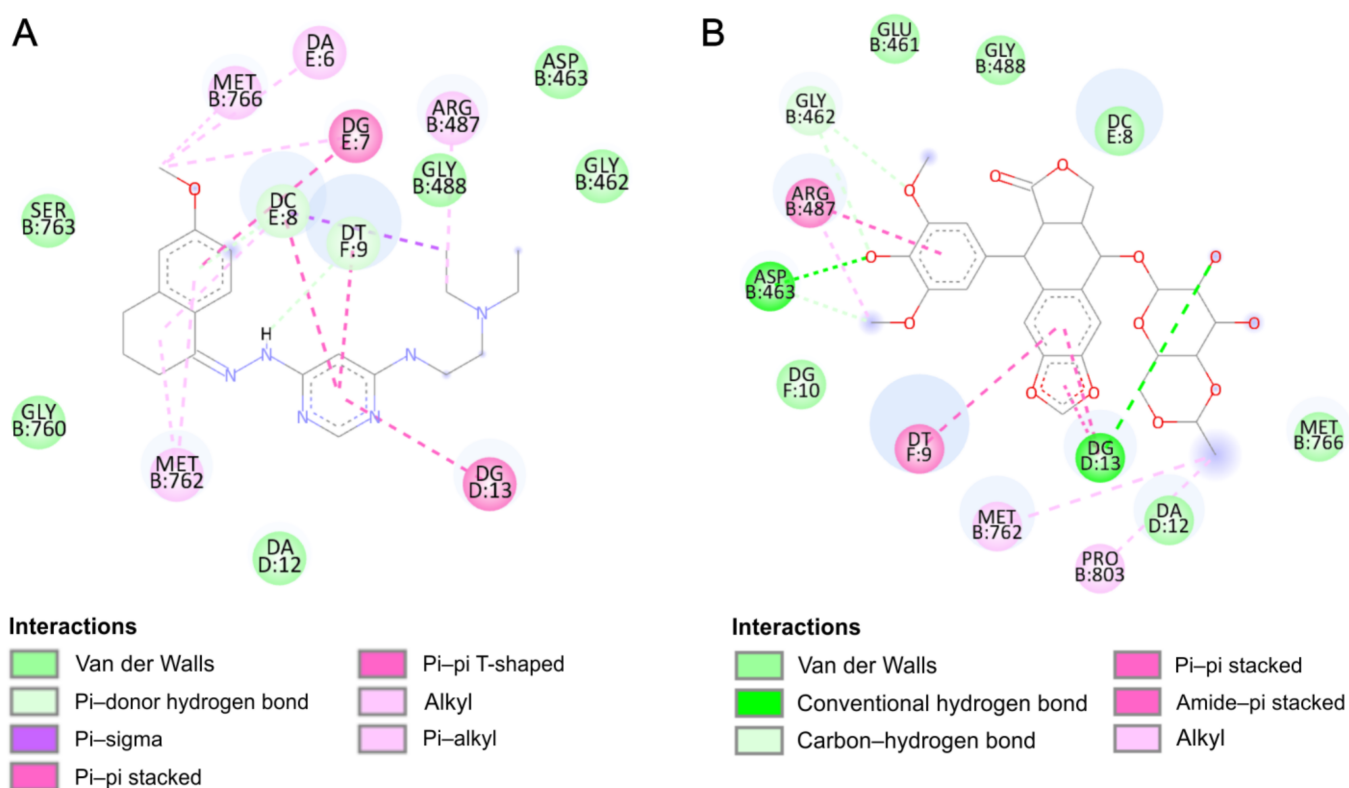 A
DA
E:6
MET
B:766
ASP
B:463
ARG
B:487
DG
E:7
GLY
B:488
GLY
B:462
DC
E:8
SER
B:763
DT
F:9
O
N
H
N
N
N
N
N
GLY
B:760
MET
B:762
DG
D:13
DA
D:12
Interactions
Van der Walls
Pi–donor hydrogen bond
Pi–sigma
Pi–pi stacked
Pi–pi T-shaped
Alkyl
Pi–alkyl
B
GLU
B:461
GLY
B:488
GLY
B:462
DC
E:8
ARG
B:487
ASP
B:463
O
O
O
O
O
O
O
O
O
O
O
O
O
DG
F:10
DT
F:9
DG
D:13
MET
B:766
MET
B:762
DA
D:12
PRO
B:803
Interactions
Van der Walls
Conventional hydrogen bond
Carbon–hydrogen bond
Pi–pi stacked
Amide–pi stacked
Alkyl